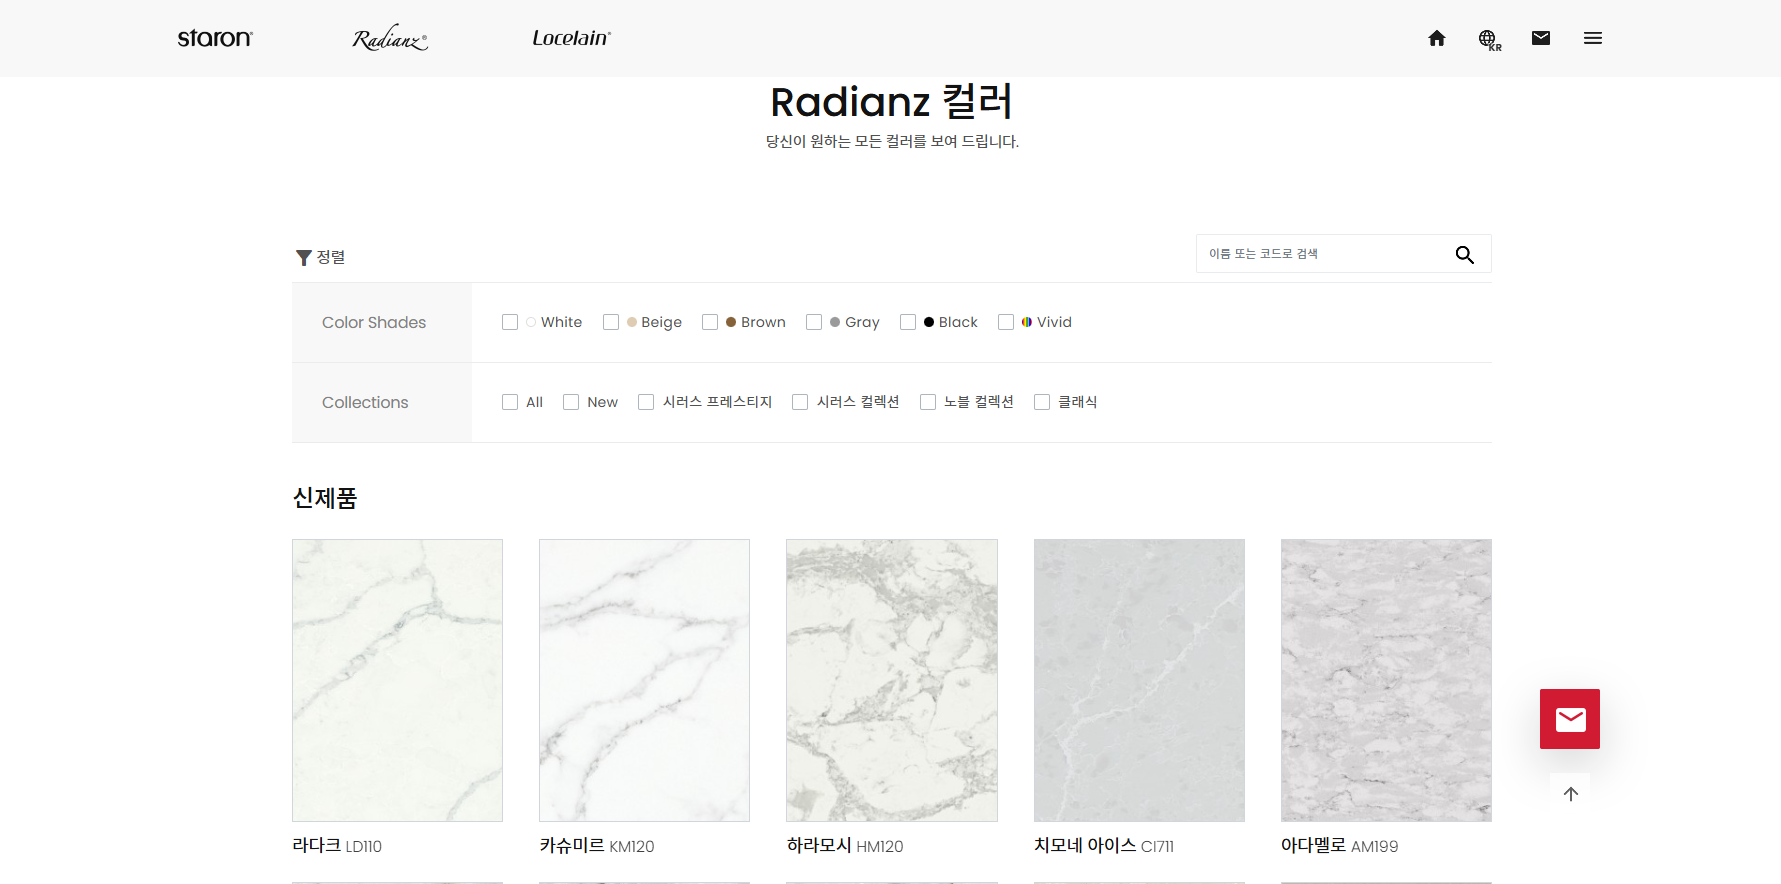 staron®
Radianz®
Locelain®
KR
Radianz 컬러
당신이 원하는 모든 컬러를 보여 드립니다.
정렬
이름 또는 코드로 검색
Color Shades
White
Beige
Brown
Gray
Black
Vivid
Collections
All
New
시러스 프레스티지
시러스 컬렉션
노블 컬렉션
클래식
신제품
라다크 LD110
카슈미르 KM120
하라모시 HM120
치모네 아이스 CI711
아다멜로 AM199